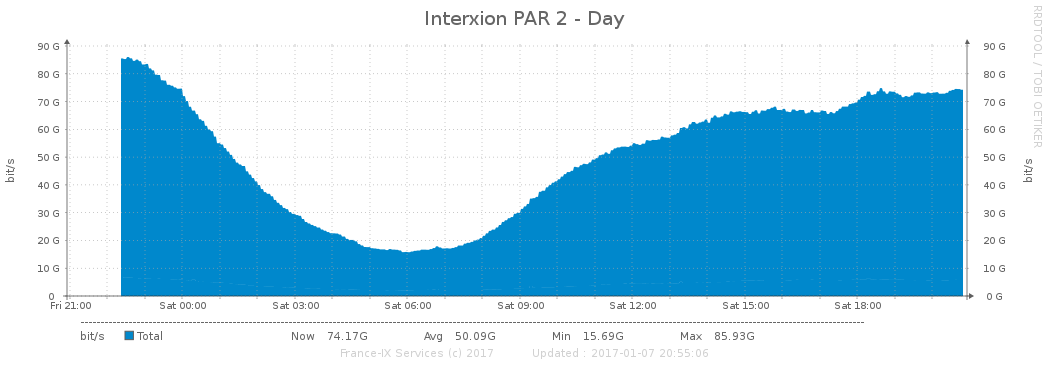 Interxion PAR 2 - Day
RRDTOOL / TOBI OETIKER
90 G 90 G
80 G 80 G
70 G 70 G
60 G 60 G
50 G 50 G
40 G 40 G
30 G 30 G
20 G 20 G
10 G 10 G
0 0 G
bit/s bit/s
Fri 21:00 Sat 00:00 Sat 03:00 Sat 06:00 Sat 09:00 Sat 12:00 Sat 15:00 Sat 18:00
bit/s Total Now 74.17G Avg 50.09G Min 15.69G Max 85.93G
France-IX Services (c) 2017 Updated : 2017-01-07 20:55:06